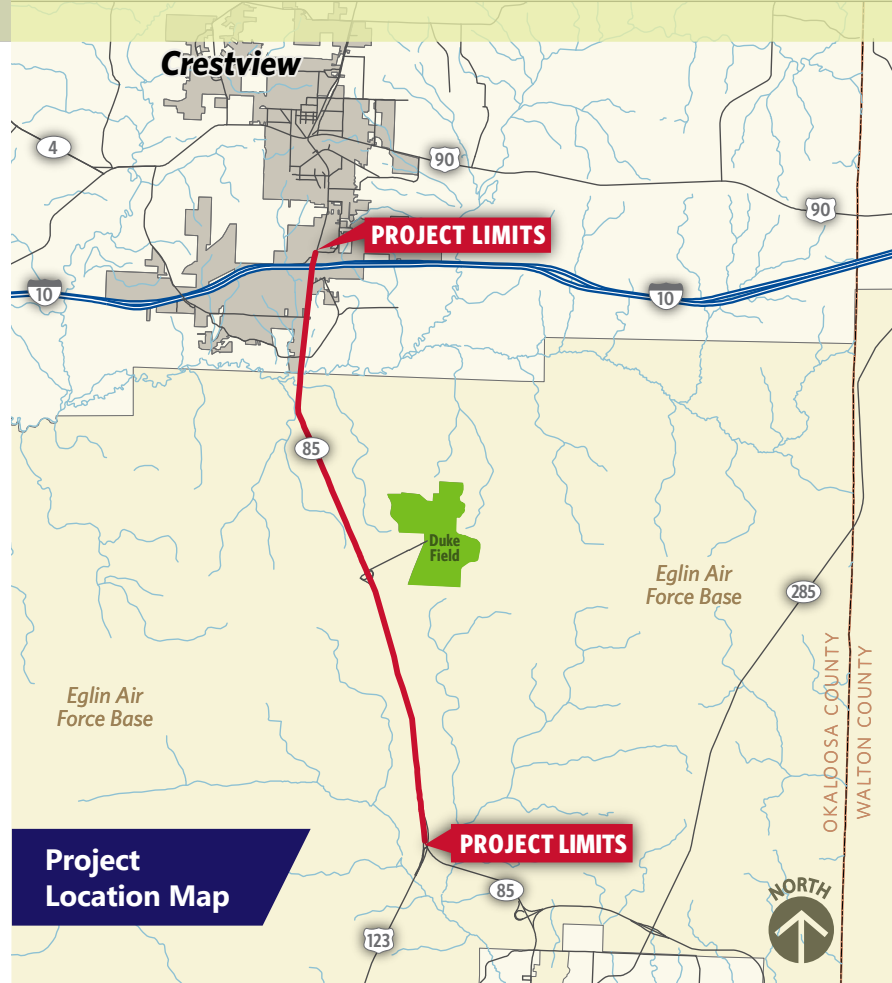 Crestview
4
90
90
PROJECT LIMITS
10
10
85
Duke
Field
Eglin Air
Force Base
285
OKALOOSA COUNTY
WALTON COUNTY
Eglin Air
Force Base
PROJECT LIMITS
Project
Location Map
85
NORTH
123